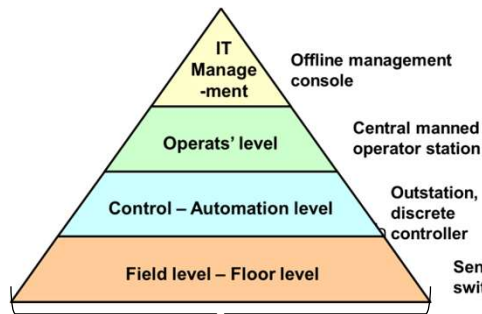 IT
Manage
-ment
Offline management
console
Operats' level
Central manned
operator station
Control – Automation level
Outstation,
discrete
controller
Field level – Floor level